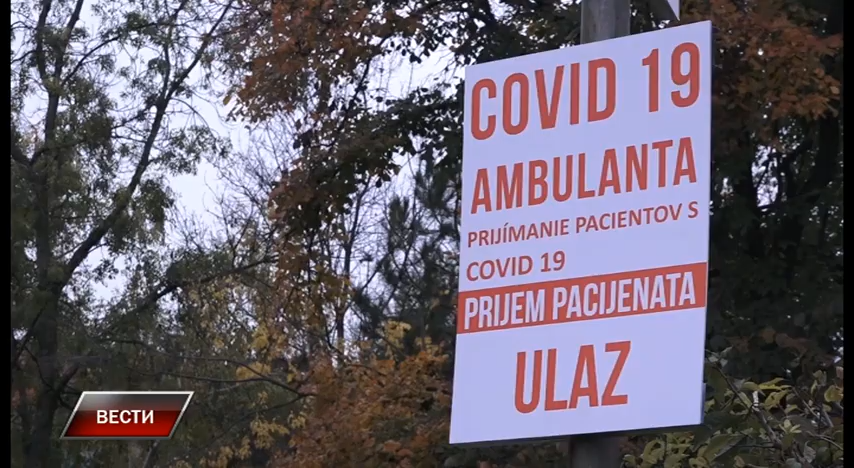 COVID 19
AMBULANTA
PRIJÍMANIE PACIENTOV S
COVID 19
PRIJEM PACIJENATA
ULAZ
ВЕСТИ